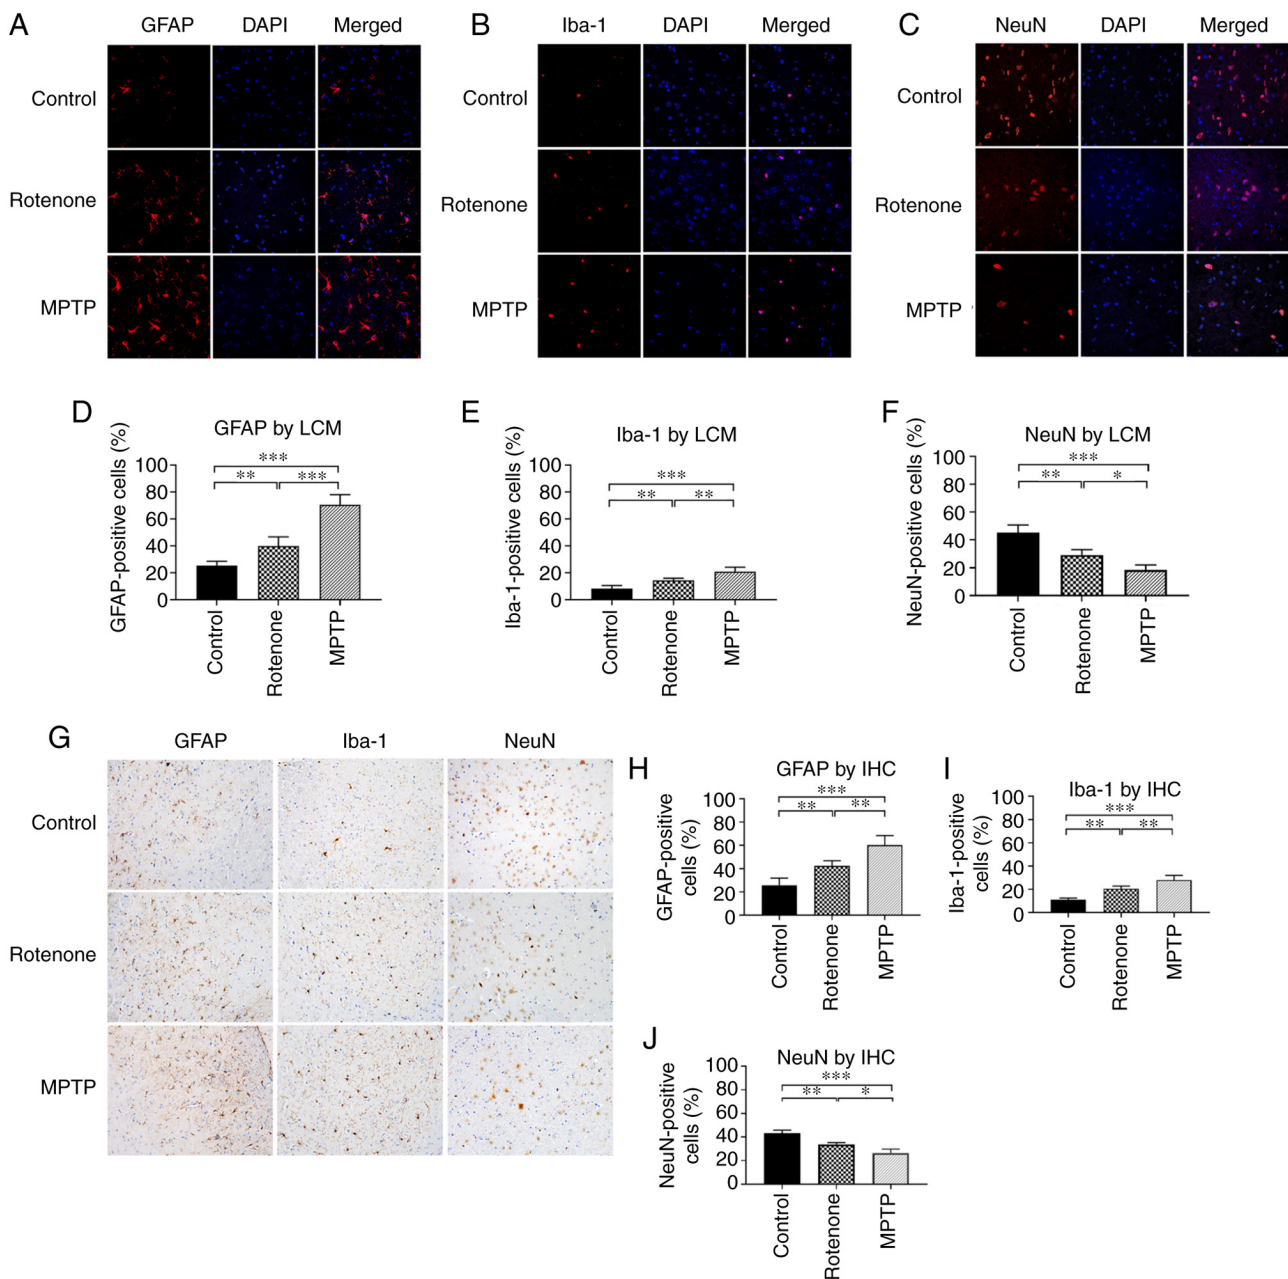 A GFAP DAPI Merged
Control
Rotenone
MPTP
B Iba-1 DAPI Merged
Control
Rotenone
MPTP
C NeuN DAPI Merged
Control
Rotenone
MPTP
D
GFAP by LCM
GFAP-positive cells (%)
100
80
60
40
20
0
***
** ***
Control
Rotenone
MPTP
E
Iba-1 by LCM
Iba-1-positive cells (%)
100
80
60
40
20
0
***
** **
Control
Rotenone
MPTP
F
NeuN by LCM
NeuN-positive cells (%)
100
80
60
40
20
0
***
** *
Control
Rotenone
MPTP
G GFAP Iba-1 NeuN
Control
Rotenone
MPTP
H
GFAP by IHC
GFAP-positive
cells (%)
100
80
60
40
20
0
***
** **
Control
Rotenone
MPTP
I
Iba-1 by IHC
Iba-1-positive
cells (%)
100
80
60
40
20
0
***
** **
Control
Rotenone
MPTP
J
NeuN by IHC
NeuN-positive
cells (%)
100
80
60
40
20
0
***
** *
Control
Rotenone
MPTP